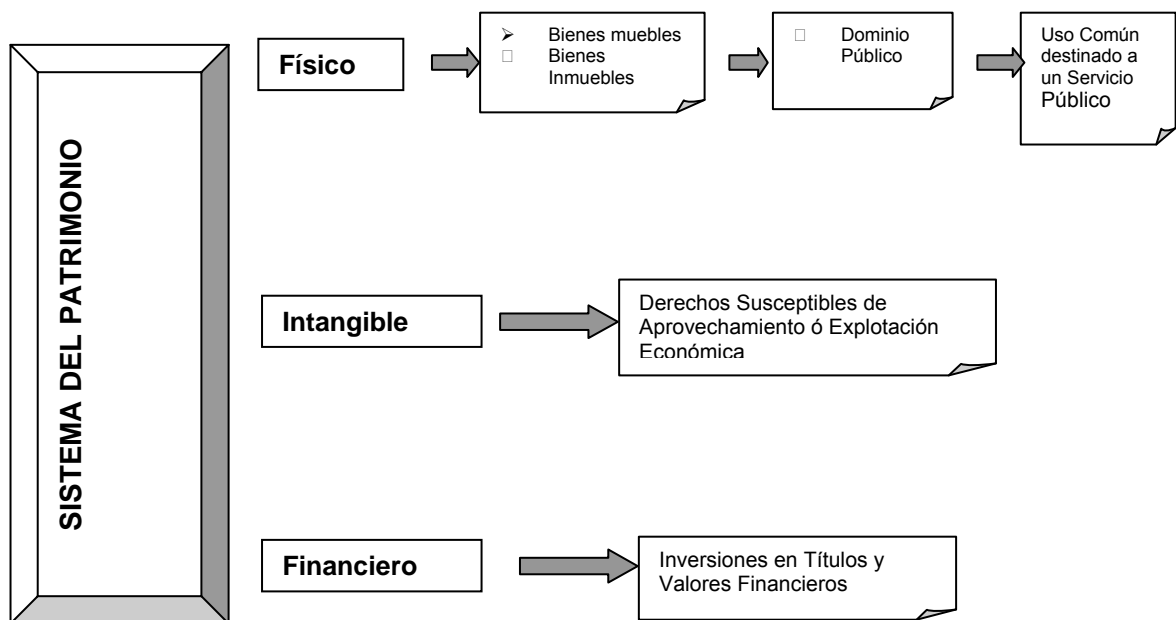 SISTEMA DEL PATRIMONIO
Físico
➢ Bienes muebles
□ Bienes
Inmuebles
□ Dominio
Público
Uso Común
destinado a
un Servicio
Público
Intangible
Derechos Susceptibles de
Aprovechamiento ó Explotación
Económica
Financiero
Inversiones en Títulos y
Valores Financieros